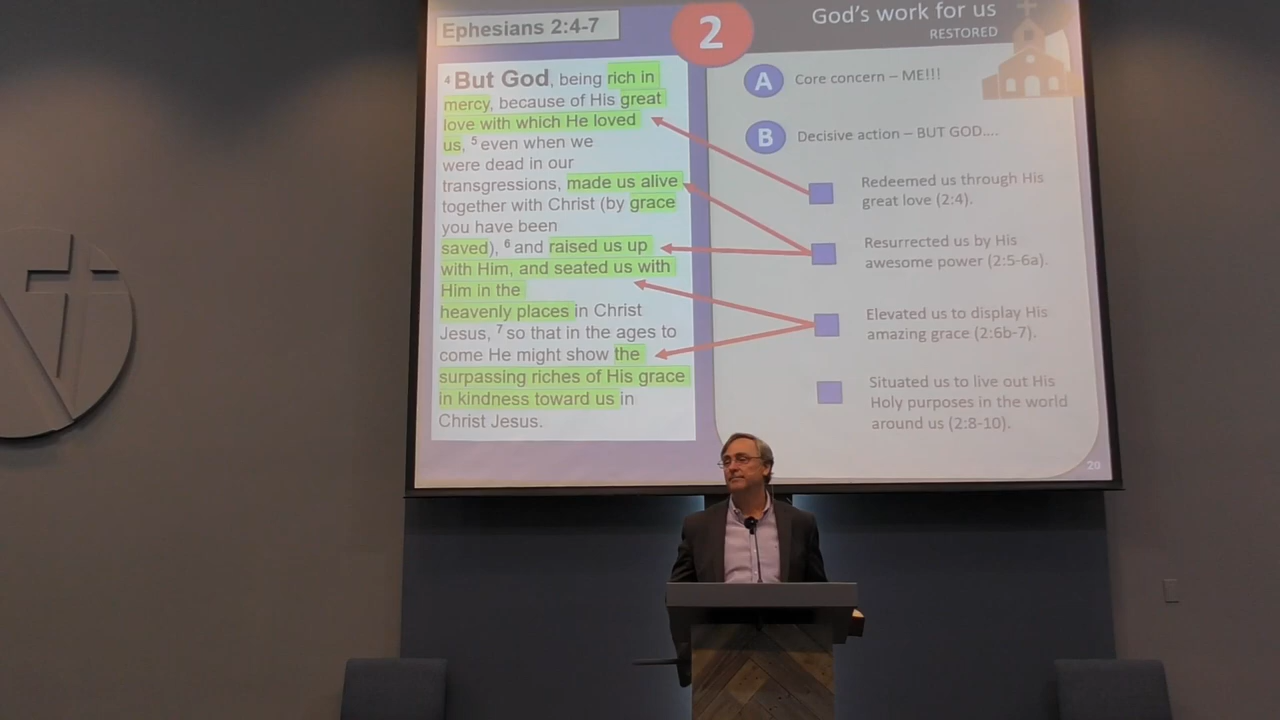 Ephesians 2:4-7
4 But God, being rich in
mercy, because of His great
love with which He loved
us, 5 even when we
were dead in our
transgressions, made us alive
together with Christ (by grace
you have been
saved), 6 and raised us up
with Him, and seated us with
Him in the
heavenly places in Christ
Jesus, 7 so that in the ages to
come He might show the
surpassing riches of His grace
in kindness toward us in
Christ Jesus.
2
God's work for us
RESTORED
A Core concern – ME!!!
B Decisive action – BUT GOD....
Redeemed us through His
great love (2:4).
Resurrected us by His
awesome power (2:5-6a).
Elevated us to display His
amazing grace (2:6b-7).
Situated us to live out His
Holy purposes in the world
around us (2:8-10).
20